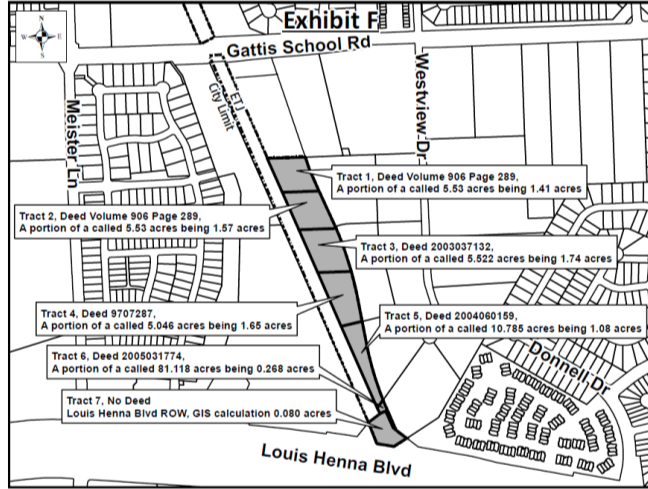 Exhibit F
N
W
E
S
Gattis School Rd
ETJ
City Limit
Meister Ln
Westview Dr
Tract 1, Deed Volume 906 Page 289,
A portion of a called 5.53 acres being 1.41 acres
Tract 2, Deed Volume 906 Page 289,
A portion of a called 5.53 acres being 1.57 acres
Tract 3, Deed 2003037132,
A portion of a called 5.522 acres being 1.74 acres
Tract 4, Deed 9707287,
A portion of a called 5.046 acres being 1.65 acres
Tract 5, Deed 2004060159,
A portion of a called 10.785 acres being 1.08 acres
Tract 6, Deed 2005031774,
A portion of a called 81.118 acres being 0.268 acres
Tract 7, No Deed
Louis Henna Blvd ROW, GIS calculation 0.080 acres
Donnell Dr
Louis Henna Blvd